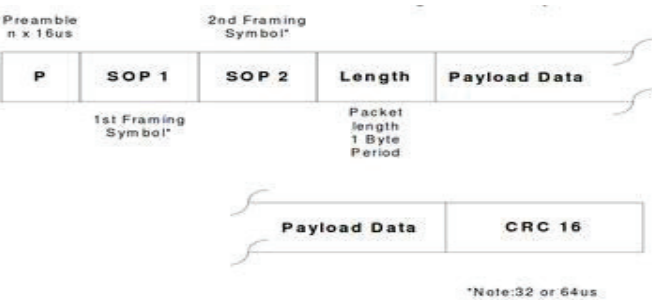 Preamble
n x 16us
2nd Framing
Symbol*
P
SOP 1
SOP 2
Length
Payload Data
1st Framing
Symbol*
Packet
length
1 Byte
Period
Payload Data
CRC 16
*Note:32 or 64us